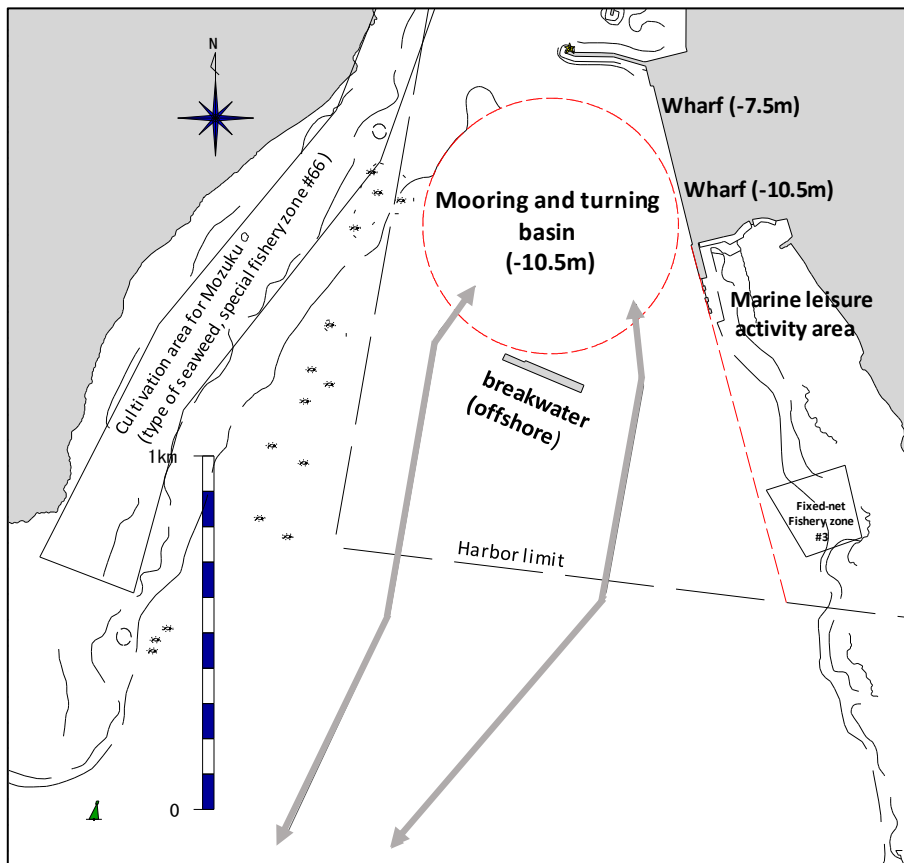 N
Wharf (-7.5m)
Wharf (-10.5m)
Mooring and turning
basin
(-10.5m)
Cultivation area for Mozuku
(type of seaweed, special fishery zone #66)
Marine leisure
activity area
breakwater
(offshore)
1km
Fixed-net
Fishery zone
#3
Harbor limit
0